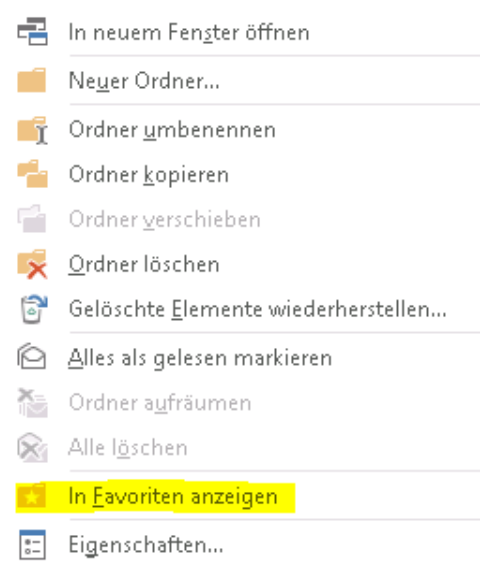 In neuem Fenster öffnen
Neuer Ordner...
Ordner umbenennen
Ordner kopieren
Ordner verschieben
Ordner löschen
Gelöschte Elemente wiederherstellen...
Alles als gelesen markieren
Ordner aufräumen
Alle löschen
In Favoriten anzeigen
Eigenschaften...